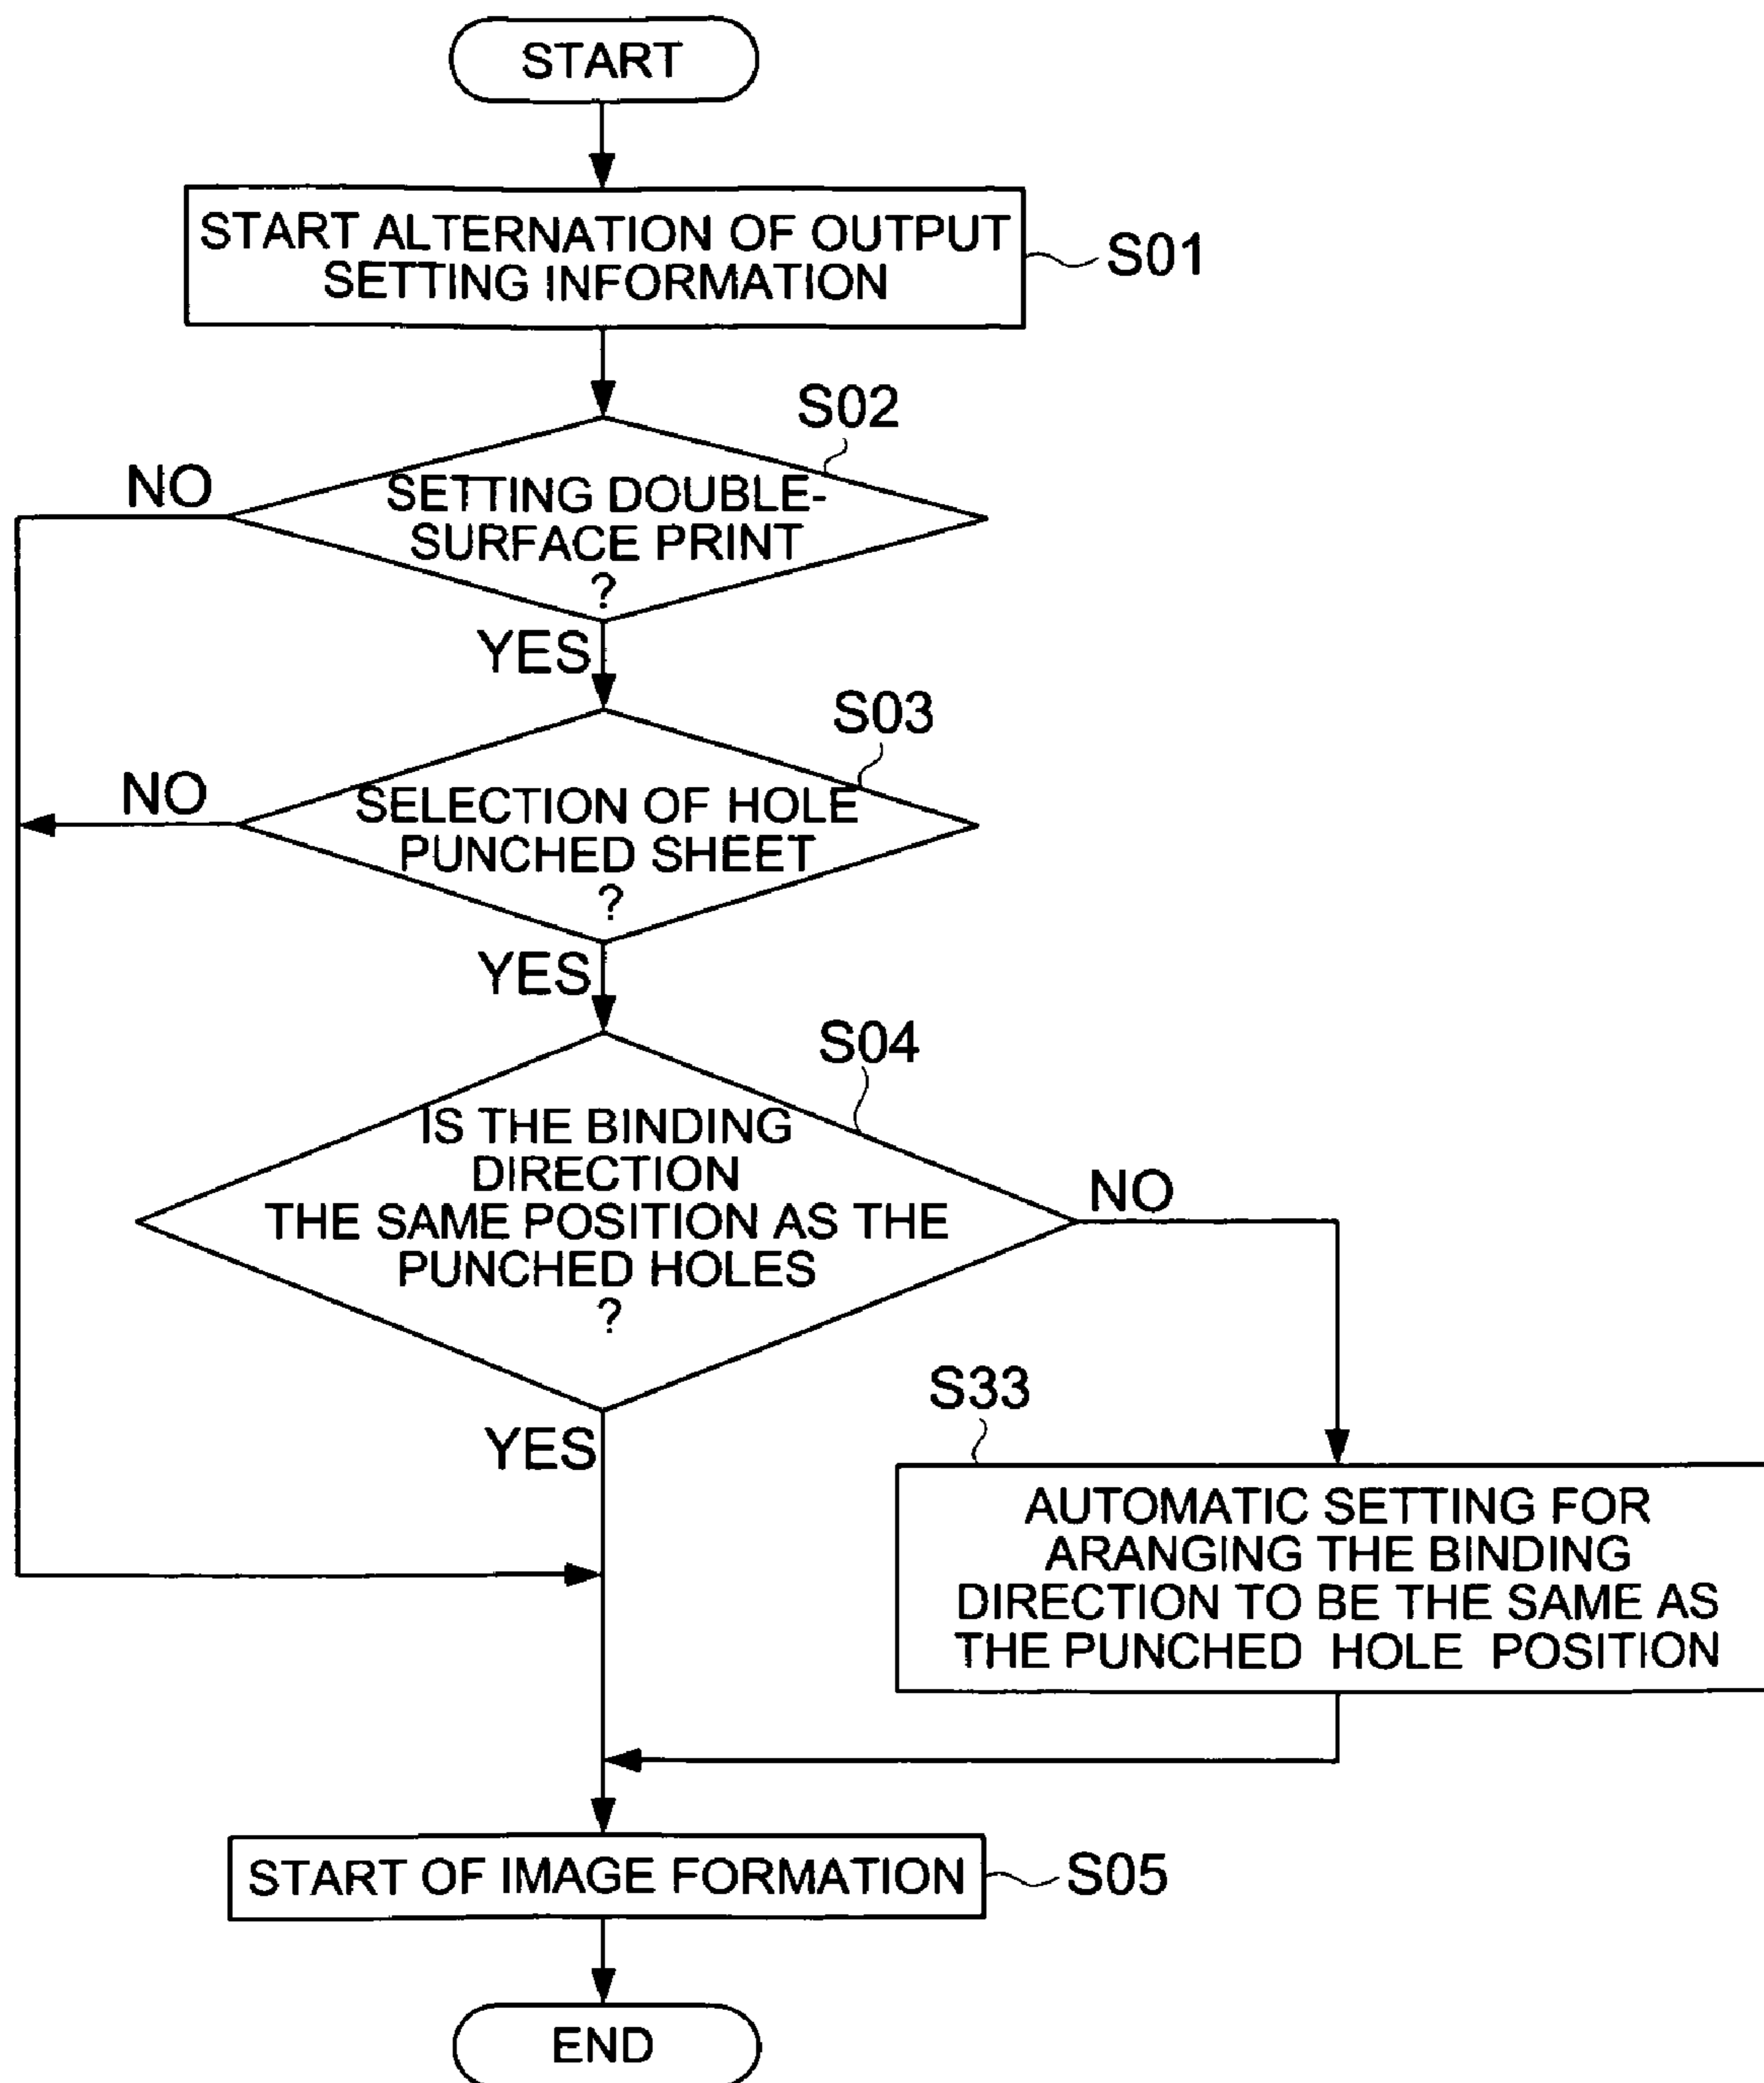 START
START ALTERNATION OF OUTPUT
SETTING INFORMATION
S01
S02
NO
SETTING DOUBLE-
SURFACE PRINT
?
YES
S03
NO
SELECTION OF HOLE
PUNCHED SHEET
?
YES
S04
IS THE BINDING
DIRECTION
THE SAME POSITION AS THE
PUNCHED HOLES
?
NO
YES
S33
AUTOMATIC SETTING FOR
ARANGING THE BINDING
DIRECTION TO BE THE SAME AS
THE PUNCHED HOLE POSITION
START OF IMAGE FORMATION
S05
END